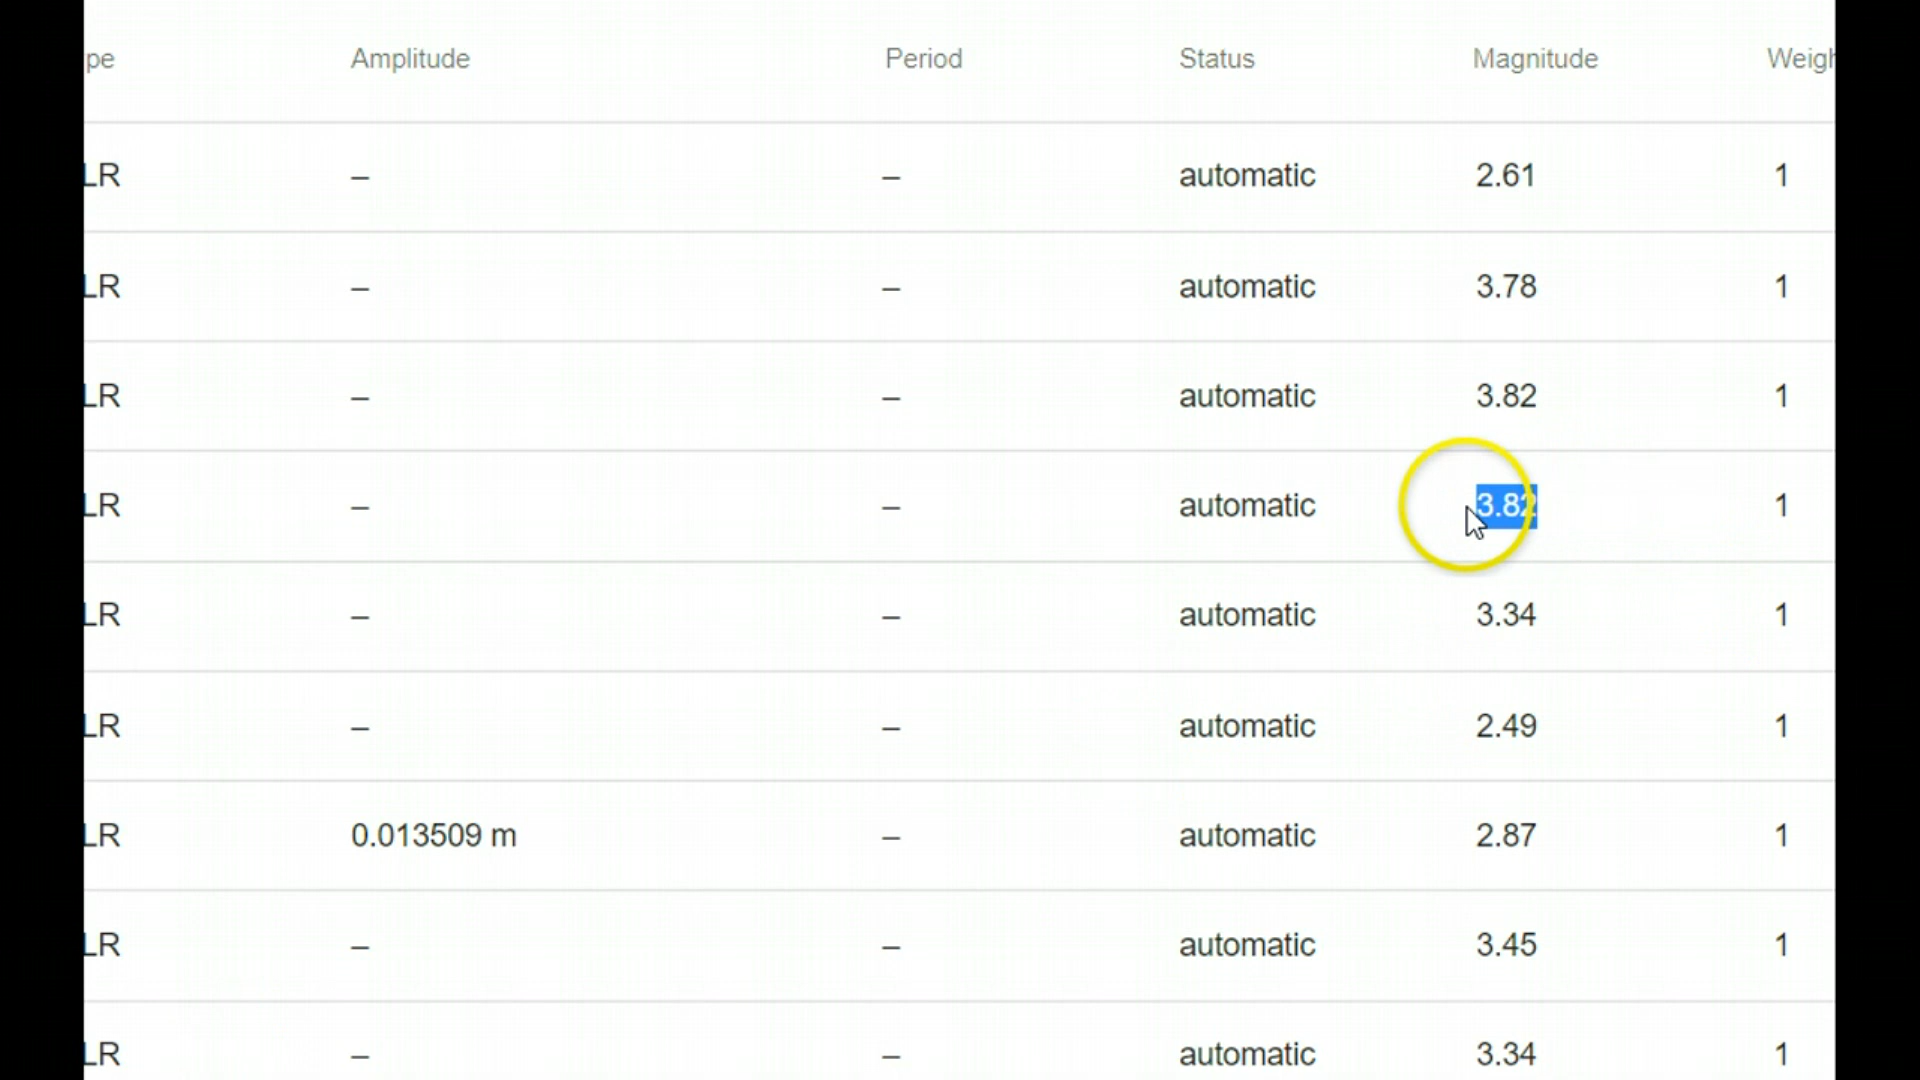 pe Amplitude Period Status Magnitude Weigh
LR – – automatic 2.61 1
LR – – automatic 3.78 1
LR – – automatic 3.82 1
LR – – automatic 3.82 1
LR – – automatic 3.34 1
LR – – automatic 2.49 1
LR 0.013509 m – automatic 2.87 1
LR – – automatic 3.45 1
LR – – automatic 3.34 1